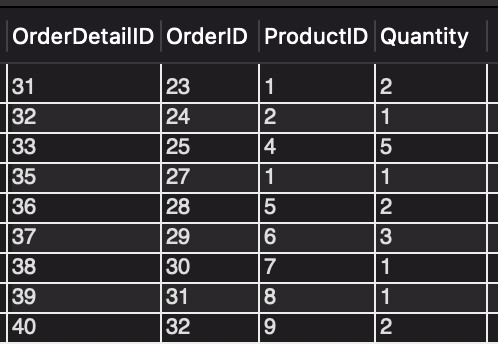 OrderDetailID OrderID ProductID Quantity
31 23 1 2
32 24 2 1
33 25 4 5
35 27 1 1
36 28 5 2
37 29 6 3
38 30 7 1
39 31 8 1
40 32 9 2